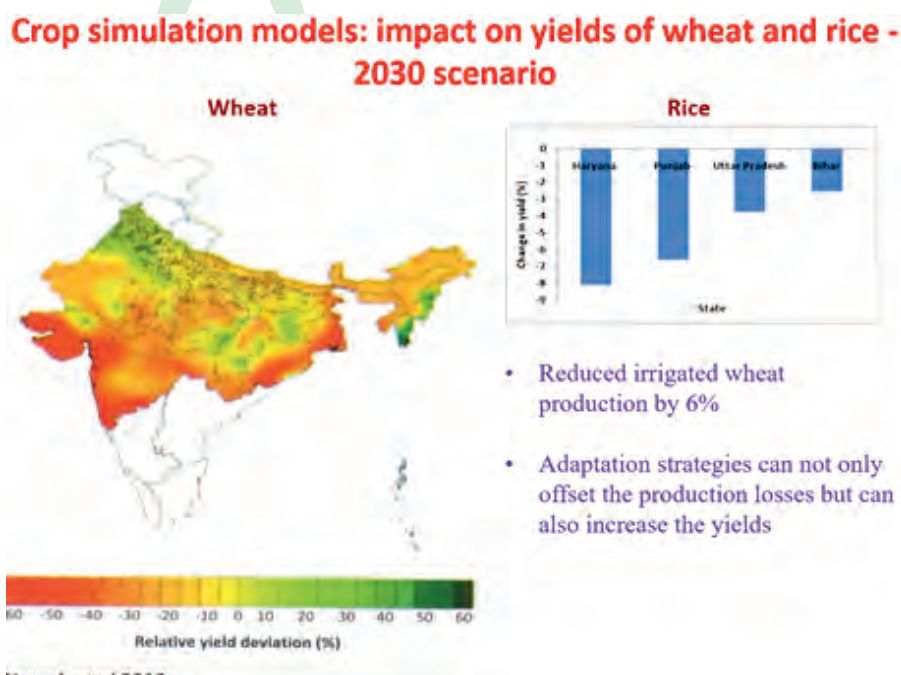 Crop simulation models: impact on yields of wheat and rice -
2030 scenario
Wheat
Rice
0
-1
-2
-3
-4
-5
-6
-7
-8
-9
Change in yield (%)
Haryana Punjab Uttar Pradesh Bihar
State
• Reduced irrigated wheat
production by 6%
• Adaptation strategies can not only
offset the production losses but can
also increase the yields
-50 -40 -30 -20 -10 0 10 20 30 40 50 60
Relative yield deviation (%)